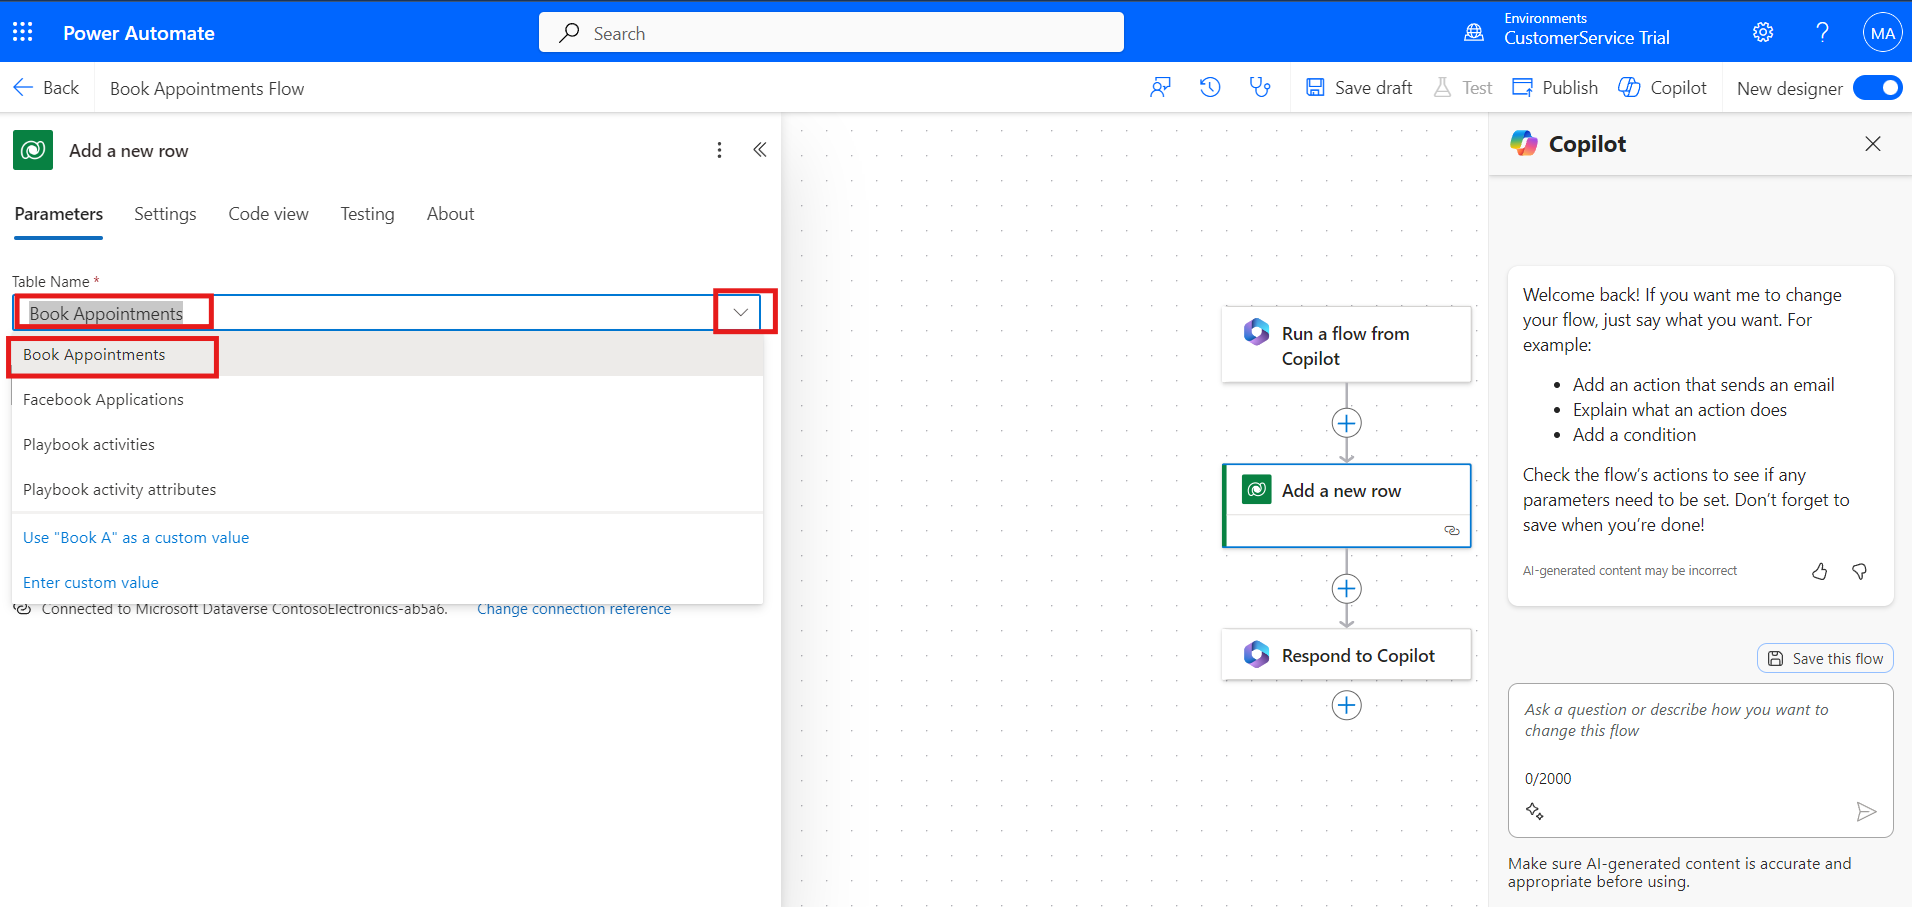 Power Automate
Search
Environments
CustomerService Trial
MA
Back
Book Appointments Flow
Save draft
Test
Publish
Copilot
New designer
Add a new row
Parameters
Settings
Code view
Testing
About
Table Name *
Book Appointments
Book Appointments
Facebook Applications
Playbook activities
Playbook activity attributes
Use "Book A" as a custom value
Enter custom value
Connected to Microsoft Dataverse ContosoElectronics-ab5a6.
Change connection reference
Run a flow from
Copilot
Add a new row
Respond to Copilot
Copilot
Welcome back! If you want me to change
your flow, just say what you want. For
example:
• Add an action that sends an email
• Explain what an action does
• Add a condition
Check the flow's actions to see if any
parameters need to be set. Don't forget to
save when you're done!
AI-generated content may be incorrect
Save this flow
Ask a question or describe how you want to
change this flow
0/2000
Make sure AI-generated content is accurate and
appropriate before using.